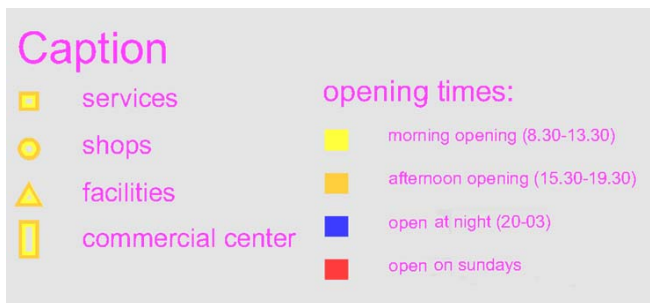 Caption
services
shops
facilities
commercial center
opening times:
morning opening (8.30-13.30)
afternoon opening (15.30-19.30)
open at night (20-03)
open on sundays